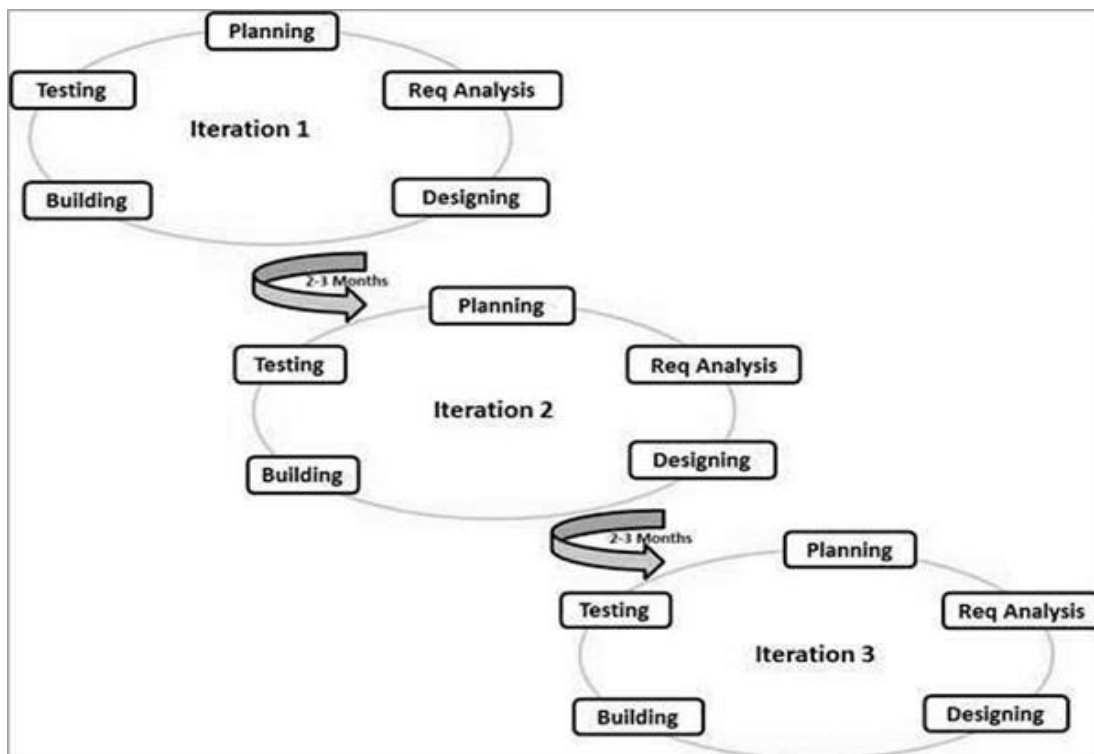 Planning
Testing
Req Analysis
Iteration 1
Building
Designing
2-3 Months
Planning
Testing
Req Analysis
Iteration 2
Building
Designing
2-3 Months
Planning
Testing
Req Analysis
Iteration 3
Building
Designing